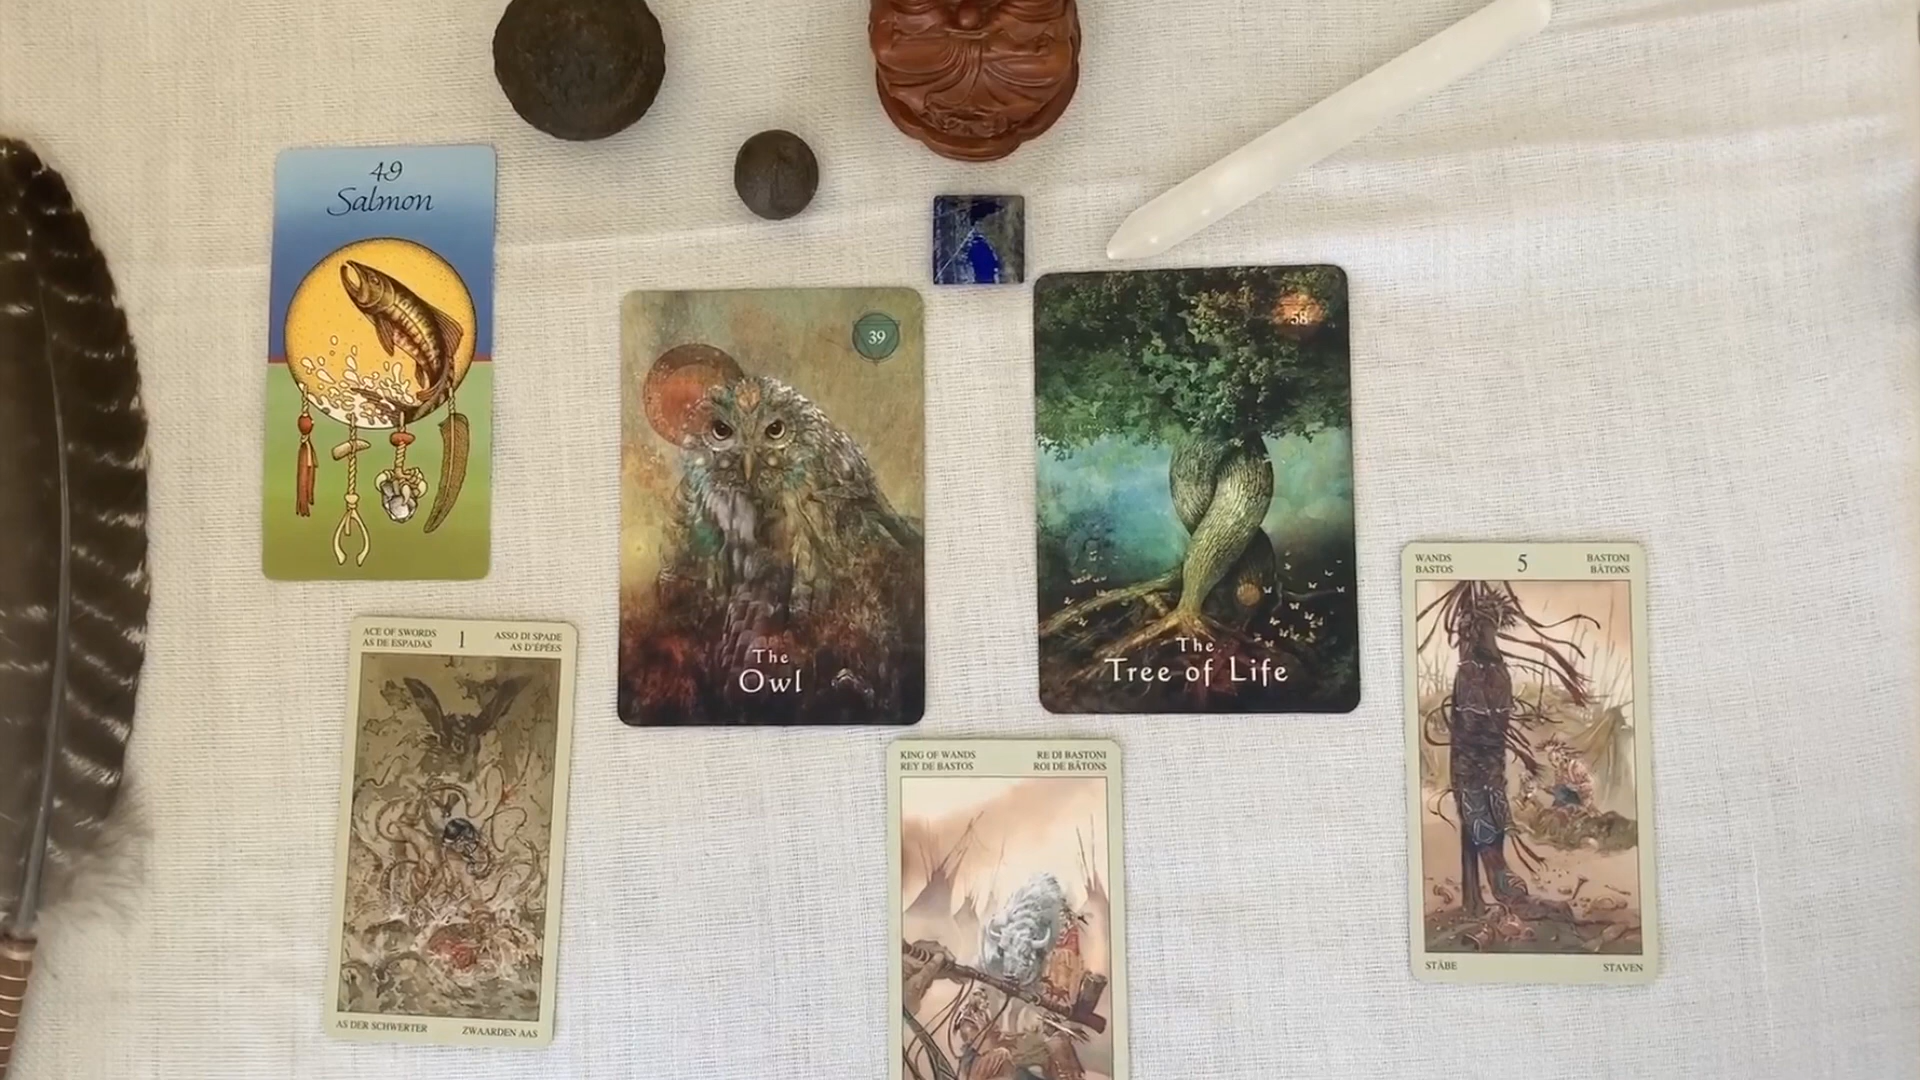 49
Salmon
39
The
Owl
58
The
Tree of Life
WANDS
BASTOS
5
BASTONI
BÂTONS
STÄBE
STAVEN
ACE OF SWORDS
AS DE ESPADAS
1
ASSO DI SPADE
AS D'ÉPÉES
AS DER SCHWERTER
ZWAARDEN AAS
KING OF WANDS
REY DE BASTOS
RE DI BASTONI
ROI DE BÂTONS